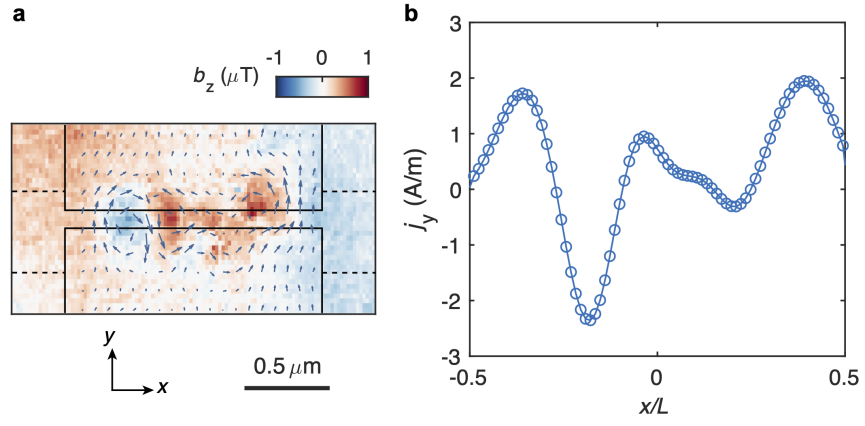 a
b
-1 0 1
b_z (μT)
y
x
0.5 μm
3
2
1
0
-1
-2
-3
j_y (A/m)
-0.5 0 0.5
x/L